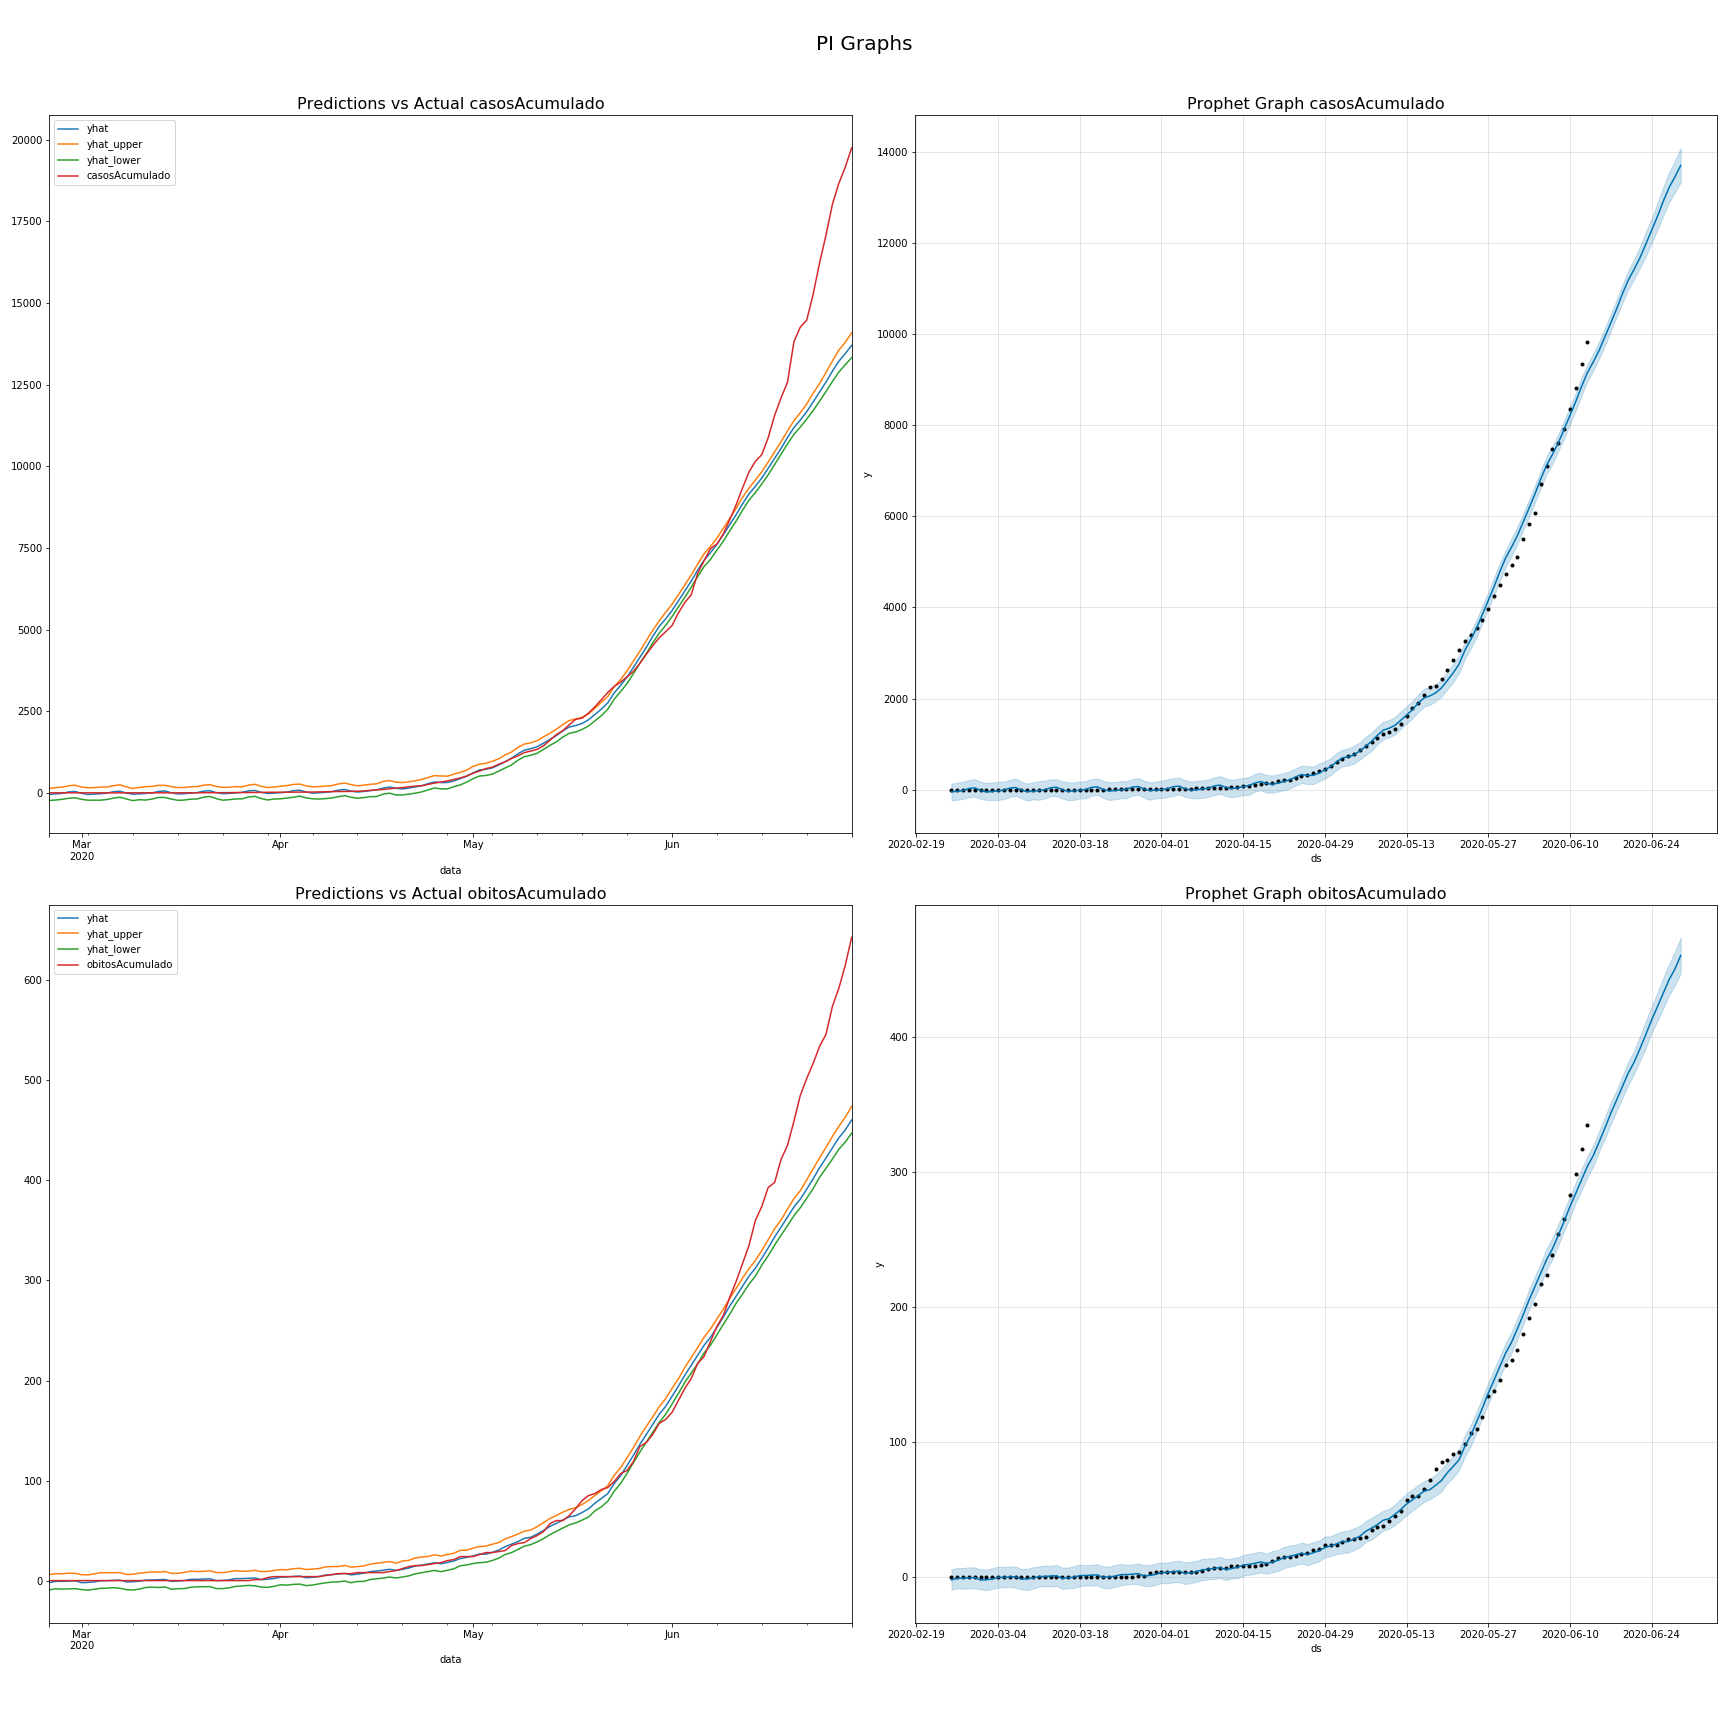 PI Graphs
Predictions vs Actual casosAcumulado
yhat
yhat_upper
yhat_lower
casosAcumulado
20000
17500
15000
12500
10000
7500
5000
2500
0
Mar
2020
Apr
May
Jun
data
Prophet Graph casosAcumulado
14000
12000
10000
8000
6000
4000
2000
0
y
2020-02-19 2020-03-04 2020-03-18 2020-04-01 2020-04-15 2020-04-29 2020-05-13 2020-05-27 2020-06-10 2020-06-24
ds
Predictions vs Actual obitosAcumulado
yhat
yhat_upper
yhat_lower
obitosAcumulado
600
500
400
300
200
100
0
Mar
2020
Apr
May
Jun
data
Prophet Graph obitosAcumulado
400
300
200
100
0
y
2020-02-19 2020-03-04 2020-03-18 2020-04-01 2020-04-15 2020-04-29 2020-05-13 2020-05-27 2020-06-10 2020-06-24
ds